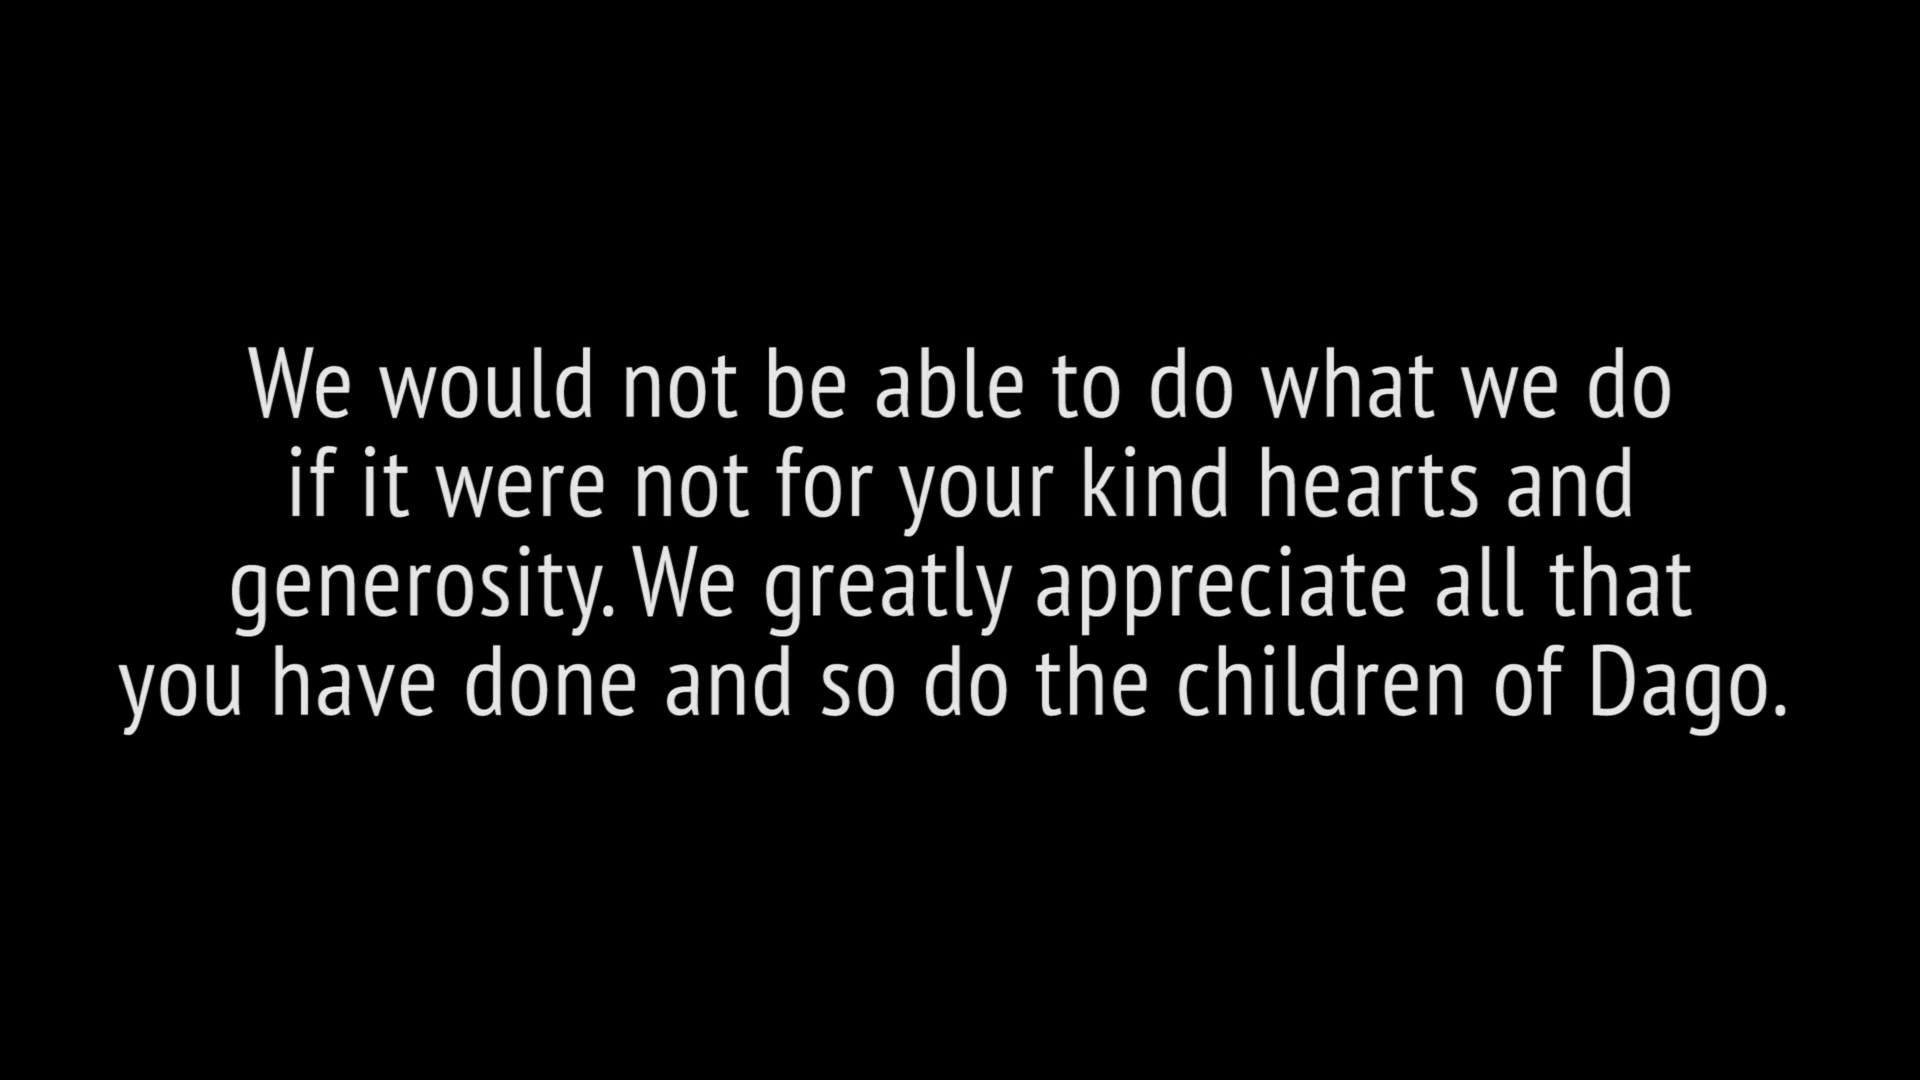 We would not be able to do what we do
if it were not for your kind hearts and
generosity. We greatly appreciate all that
you have done and so do the children of Dago.